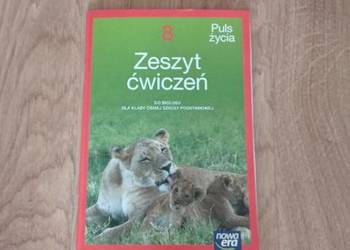 8
Puls
życia
Zeszyt
ćwiczeń
DO BIOLOGII
DLA KLASY ÓSMEJ SZKOŁY PODSTAWOWEJ
nowa
era